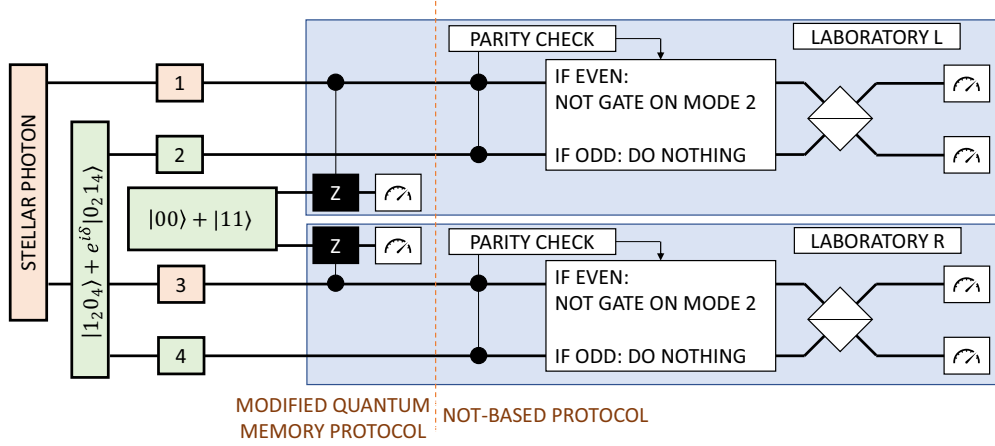 STELLAR PHOTON
|1₂0₄⟩ + e^{iδ}|0₂1₄⟩
1
2
|00⟩ + |11⟩
3
4
Z
Z
LABORATORY L
PARITY CHECK
IF EVEN:
NOT GATE ON MODE 2
IF ODD: DO NOTHING
LABORATORY R
PARITY CHECK
IF EVEN:
NOT GATE ON MODE 2
IF ODD: DO NOTHING
MODIFIED QUANTUM
MEMORY PROTOCOL
NOT-BASED PROTOCOL